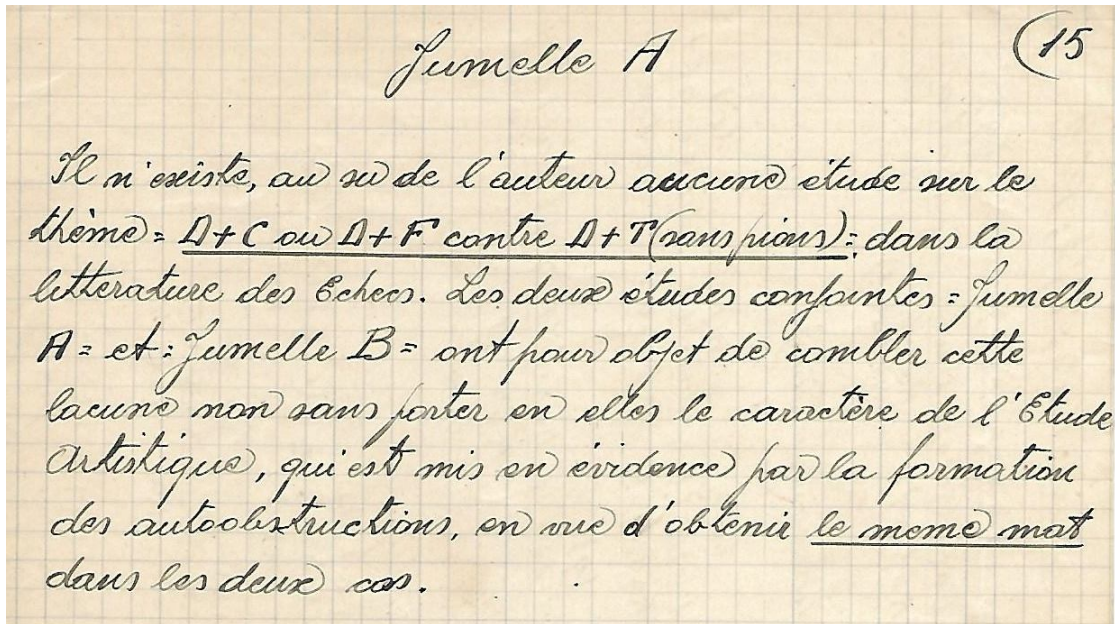 Jumelle A
(15
Il n'existe, au su de l'auteur aucune étude sur le
thème = D+C ou D+F contre D+T (sans pions) = dans la
litterature des Echecs. Les deux études conjointes = Jumelle
A = et = Jumelle B = ont pour objet de combler cette
lacune non sans porter en elles le caractère de l'Etude
Artistique, qui est mis en évidence par la formation
des autoobstructions, en vue d'obtenir le meme mat
dans les deux cas.